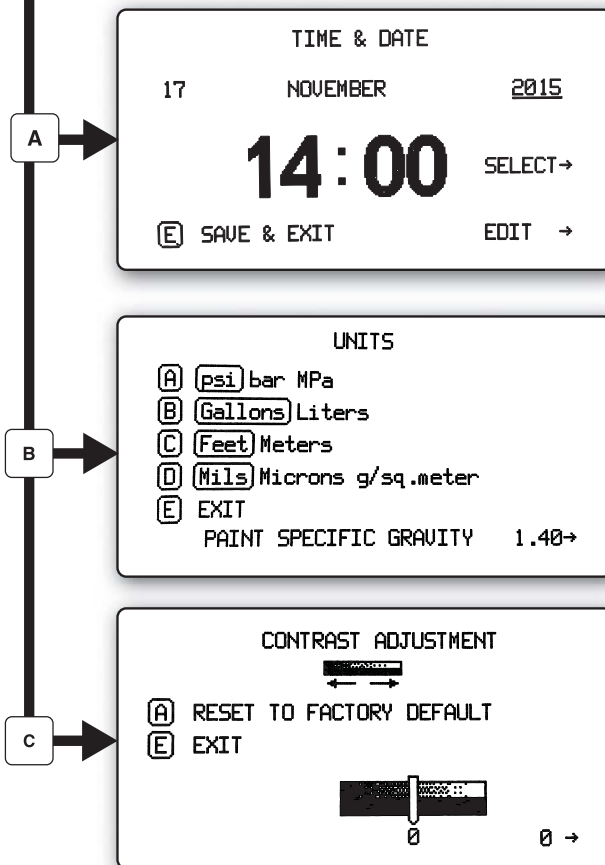 TIME & DATE
17 NOVEMBER 2015
A
14:00 SELECT→
E SAVE & EXIT EDIT →
UNITS
A psi bar MPa
B Gallons Liters
C Feet Meters
B
D Mils Microns g/sq.meter
E EXIT
PAINT SPECIFIC GRAVITY 1.40→
CONTRAST ADJUSTMENT
A RESET TO FACTORY DEFAULT
C
E EXIT
0 0 →